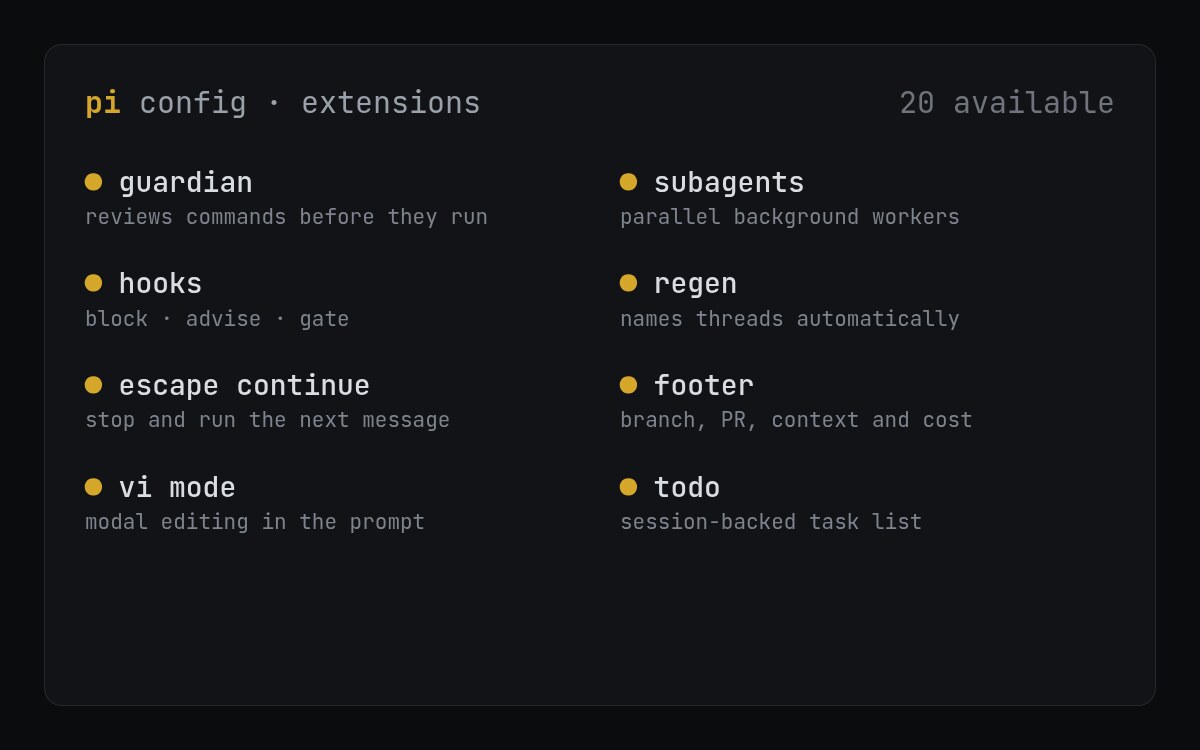 pi config · extensions
20 available
guardian
reviews commands before they run
subagents
parallel background workers
hooks
block · advise · gate
regen
names threads automatically
escape continue
stop and run the next message
footer
branch, PR, context and cost
vi mode
modal editing in the prompt
todo
session-backed task list